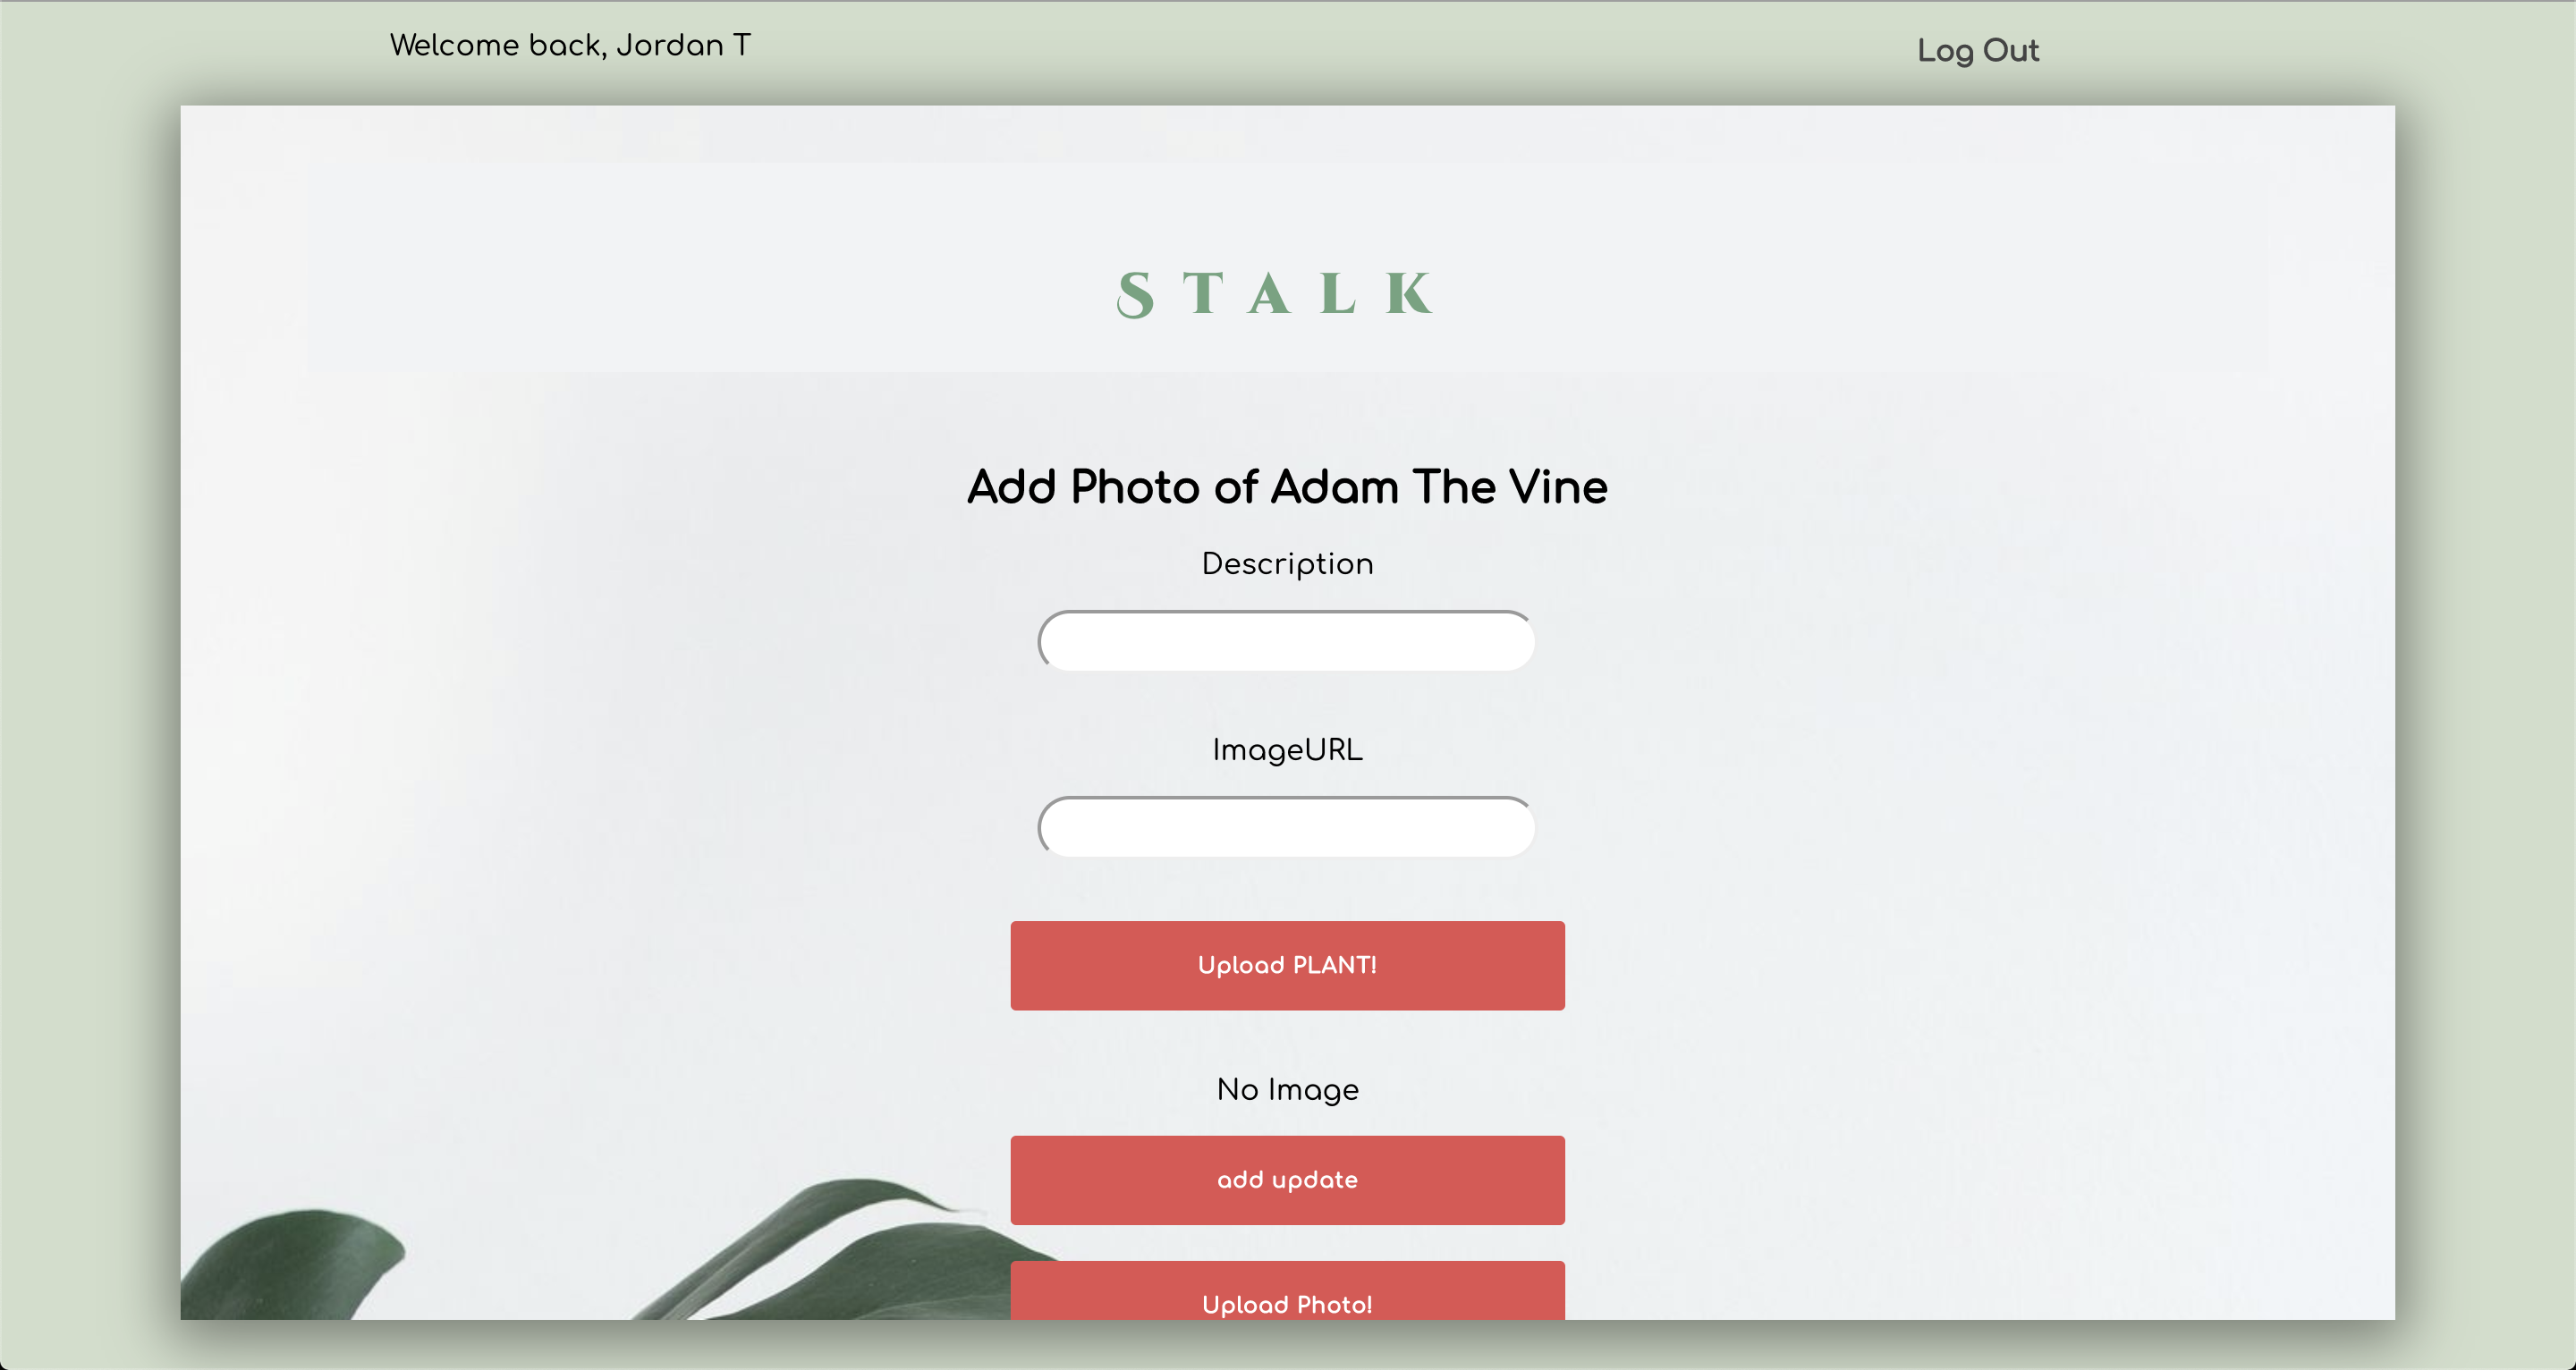 Welcome back, Jordan T
Log Out
STALK
Add Photo of Adam The Vine
Description
ImageURL
Upload PLANT!
No Image
add update
Upload Photo!